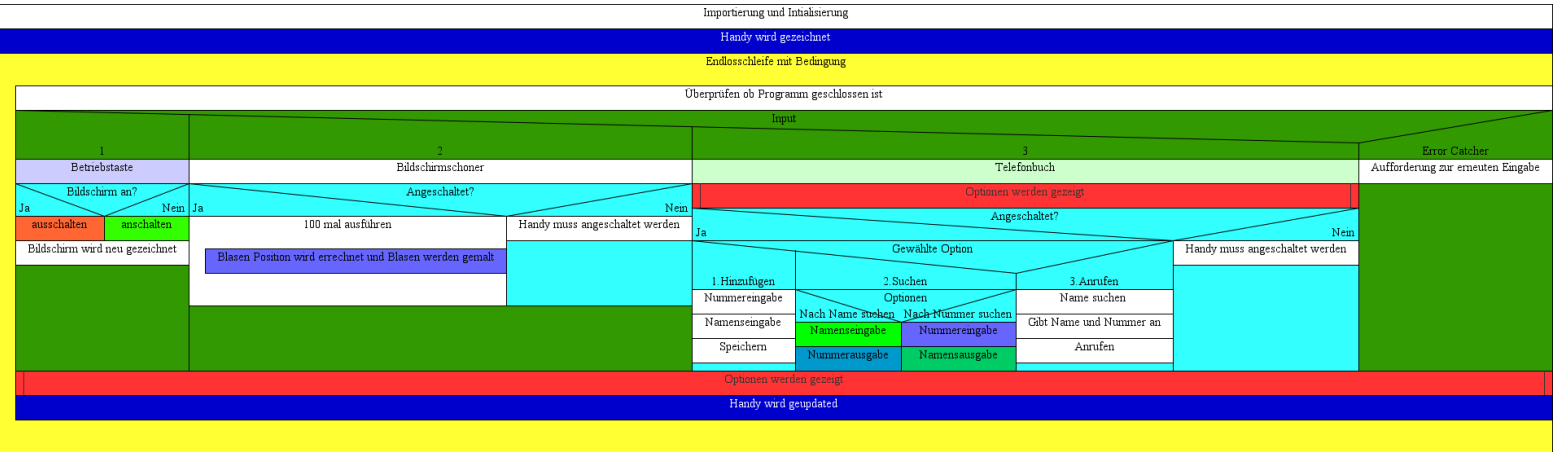 Importierung und Intialisierung
Handy wird gezeichnet
Endlosschleife mit Bedingung
Überprüfen ob Programm geschlossen ist
Input
1
2
3
Error Catcher
Betriebstaste
Bildschirmschoner
Telefonbuch
Aufforderung zur erneuten Eingabe
Bildschirm an?
Ja
Nein
ausschalten
anschalten
Bildschirm wird neu gezeichnet
Angeschaltet?
Ja
Nein
100 mal ausführen
Blasen Position wird errechnet und Blasen werden gemalt
Handy muss angeschaltet werden
Optionen werden gezeigt
Angeschaltet?
Ja
Nein
Gewählte Option
1.Hinzufügen
2.Suchen
3.Anrufen
Nummereingabe
Namenseingabe
Speichern
Optionen
Nach Name suchen
Nach Nummer suchen
Namenseingabe
Nummereingabe
Nummerausgabe
Namensausgabe
Name suchen
Gibt Name und Nummer an
Anrufen
Handy muss angeschaltet werden
Optionen werden gezeigt
Handy wird geupdated